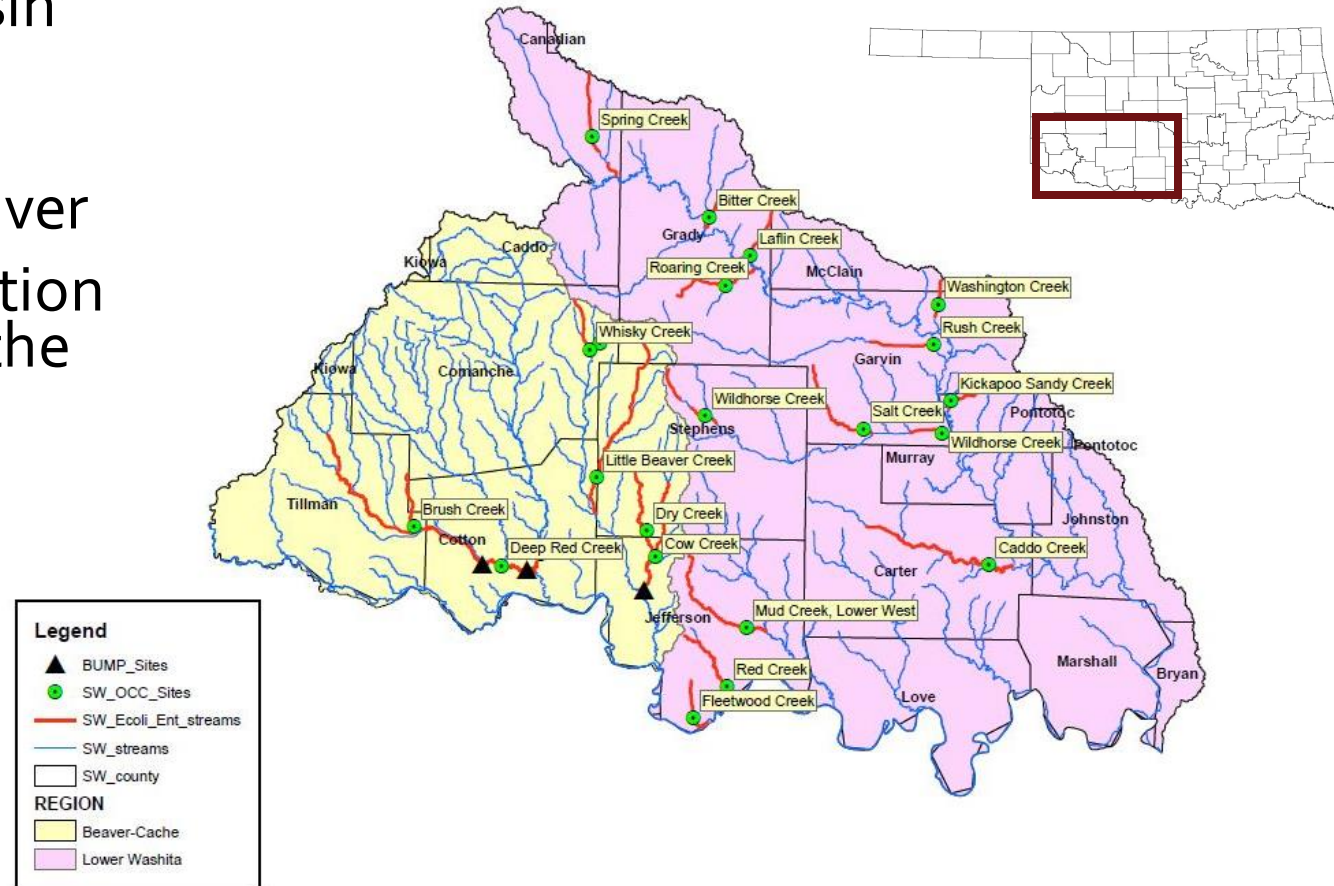 sin
ver
tion
the
Canadian
Spring Creek
Bitter Creek
Grady
Laflin Creek
Caddo
Kiowa
Roaring Creek
McClain
Washington Creek
Rush Creek
Whisky Creek
Garvin
Kiowa
Comanche
Kickapoo Sandy Creek
Wildhorse Creek
Salt Creek
Pontotoc
Stephens
Wildhorse Creek
Pontotoc
Murray
Little Beaver Creek
Tillman
Brush Creek
Dry Creek
Johnston
Cotton
Deep Red Creek
Cow Creek
Caddo Creek
Carter
Mud Creek, Lower West
Jefferson
Red Creek
Marshall
Bryan
Love
Fleetwood Creek
Legend
BUMP_Sites
SW_OCC_Sites
SW_Ecoli_Ent_streams
SW_streams
SW_county
REGION
Beaver-Cache
Lower Washita